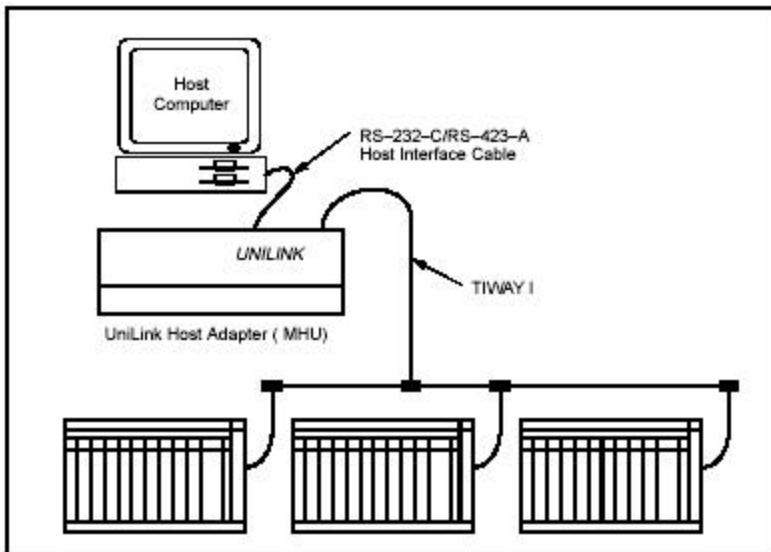 Host
Computer
RS–232–C/RS–423–A
Host Interface Cable
UNILINK
TIWAY I
UniLink Host Adapter ( MHU)